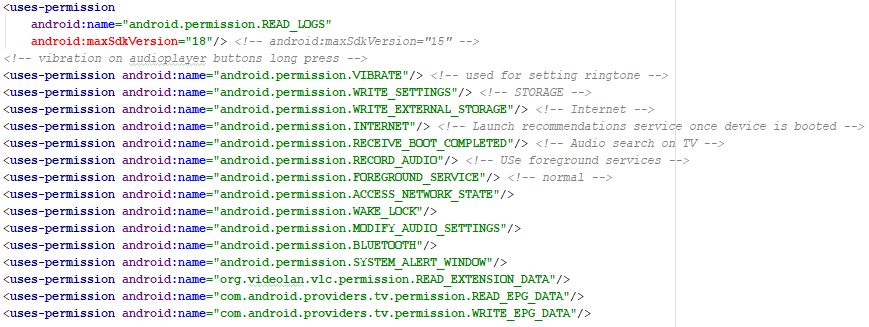 <uses-permission
android:name="android.permission.READ_LOGS"
android:maxSdkVersion="18"/> <!-- android:maxSdkVersion="15" -->
<!-- vibration on audioplayer buttons long press -->
<uses-permission android:name="android.permission.VIBRATE"/> <!-- used for setting ringtone -->
<uses-permission android:name="android.permission.WRITE_SETTINGS"/> <!-- STORAGE -->
<uses-permission android:name="android.permission.WRITE_EXTERNAL_STORAGE"/> <!-- Internet -->
<uses-permission android:name="android.permission.INTERNET"/> <!-- Launch recommendations service once device is booted -->
<uses-permission android:name="android.permission.RECEIVE_BOOT_COMPLETED"/> <!-- Audio search on TV -->
<uses-permission android:name="android.permission.RECORD_AUDIO"/> <!-- USe foreground services -->
<uses-permission android:name="android.permission.FOREGROUND_SERVICE"/> <!-- normal -->
<uses-permission android:name="android.permission.ACCESS_NETWORK_STATE"/>
<uses-permission android:name="android.permission.WAKE_LOCK"/>
<uses-permission android:name="android.permission.MODIFY_AUDIO_SETTINGS"/>
<uses-permission android:name="android.permission.BLUETOOTH"/>
<uses-permission android:name="android.permission.SYSTEM_ALERT_WINDOW"/>
<uses-permission android:name="org.videolan.vlc.permission.READ_EXTENSION_DATA"/>
<uses-permission android:name="com.android.providers.tv.permission.READ_EPG_DATA"/>
<uses-permission android:name="com.android.providers.tv.permission.WRITE_EPG_DATA"/>